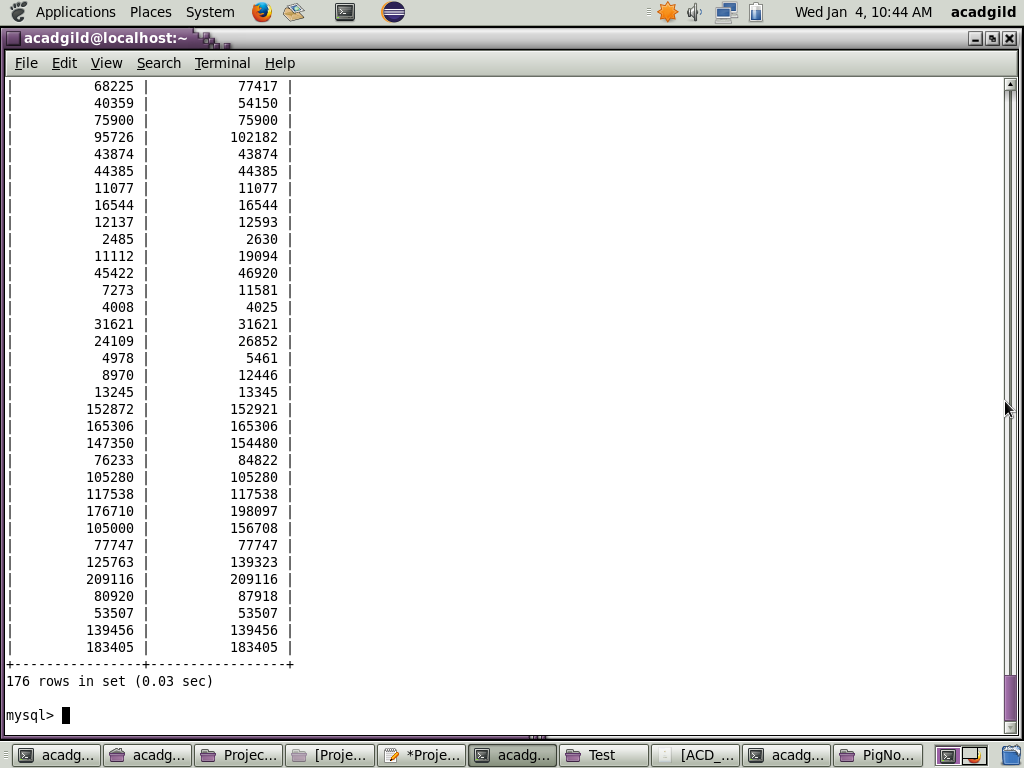 Applications Places System Wed Jan 4, 10:44 AM acadgild
acadgild@localhost:~
File Edit View Search Terminal Help
| 68225 | 77417 |
| 40359 | 54150 |
| 75900 | 75900 |
| 95726 | 102182 |
| 43874 | 43874 |
| 44385 | 44385 |
| 11077 | 11077 |
| 16544 | 16544 |
| 12137 | 12593 |
| 2485 | 2630 |
| 11112 | 19094 |
| 45422 | 46920 |
| 7273 | 11581 |
| 4008 | 4025 |
| 31621 | 31621 |
| 24109 | 26852 |
| 4978 | 5461 |
| 8970 | 12446 |
| 13245 | 13345 |
| 152872 | 152921 |
| 165306 | 165306 |
| 147350 | 154480 |
| 76233 | 84822 |
| 105280 | 105280 |
| 117538 | 117538 |
| 176710 | 198097 |
| 105000 | 156708 |
| 77747 | 77747 |
| 125763 | 139323 |
| 209116 | 209116 |
| 80920 | 87918 |
| 53507 | 53507 |
| 139456 | 139456 |
| 183405 | 183405 |
+----------------+-----------------+
176 rows in set (0.03 sec)
mysql>
acadg... acadg... Projec... [Proje... *Proje... acadg... Test [ACD_... acadg... PigNo...